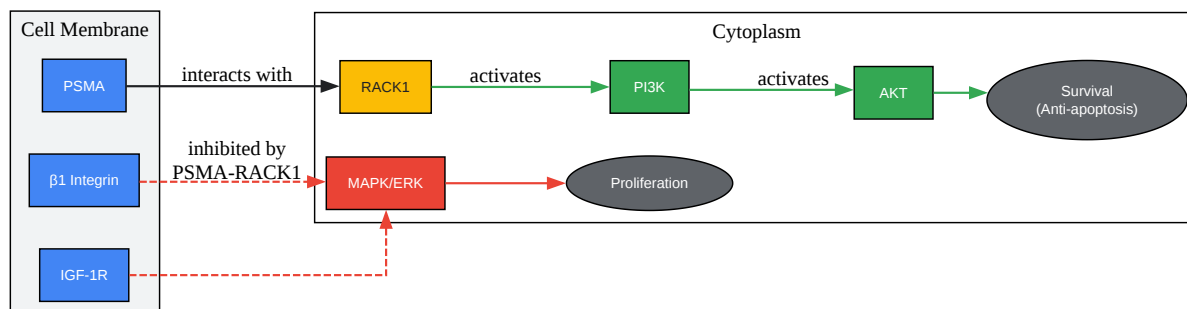 Cell Membrane
Cytoplasm
PSMA
interacts with
RACK1
activates
PI3K
activates
AKT
Survival
(Anti-apoptosis)
β1 Integrin
inhibited by
PSMA-RACK1
MAPK/ERK
Proliferation
IGF-1R